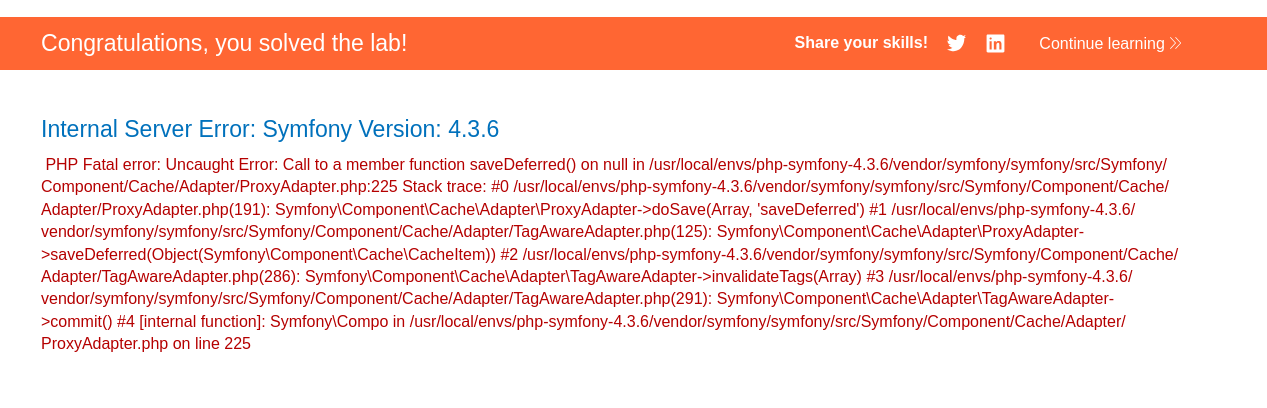 Congratulations, you solved the lab!
Share your skills!
Continue learning
Internal Server Error: Symfony Version: 4.3.6
PHP Fatal error: Uncaught Error: Call to a member function saveDeferred() on null in /usr/local/envs/php-symfony-4.3.6/vendor/symfony/symfony/src/Symfony/
Component/Cache/Adapter/ProxyAdapter.php:225 Stack trace: #0 /usr/local/envs/php-symfony-4.3.6/vendor/symfony/symfony/src/Symfony/Component/Cache/
Adapter/ProxyAdapter.php(191): Symfony\Component\Cache\Adapter\ProxyAdapter->doSave(Array, 'saveDeferred') #1 /usr/local/envs/php-symfony-4.3.6/
vendor/symfony/symfony/src/Symfony/Component/Cache/Adapter/TagAwareAdapter.php(125): Symfony\Component\Cache\Adapter\ProxyAdapter-
>saveDeferred(Object(Symfony\Component\Cache\CacheItem)) #2 /usr/local/envs/php-symfony-4.3.6/vendor/symfony/symfony/src/Symfony/Component/Cache/
Adapter/TagAwareAdapter.php(286): Symfony\Component\Cache\Adapter\TagAwareAdapter->invalidateTags(Array) #3 /usr/local/envs/php-symfony-4.3.6/
vendor/symfony/symfony/src/Symfony/Component/Cache/Adapter/TagAwareAdapter.php(291): Symfony\Component\Cache\Adapter\TagAwareAdapter-
>commit() #4 [internal function]: Symfony\Compo in /usr/local/envs/php-symfony-4.3.6/vendor/symfony/symfony/src/Symfony/Component/Cache/Adapter/
ProxyAdapter.php on line 225